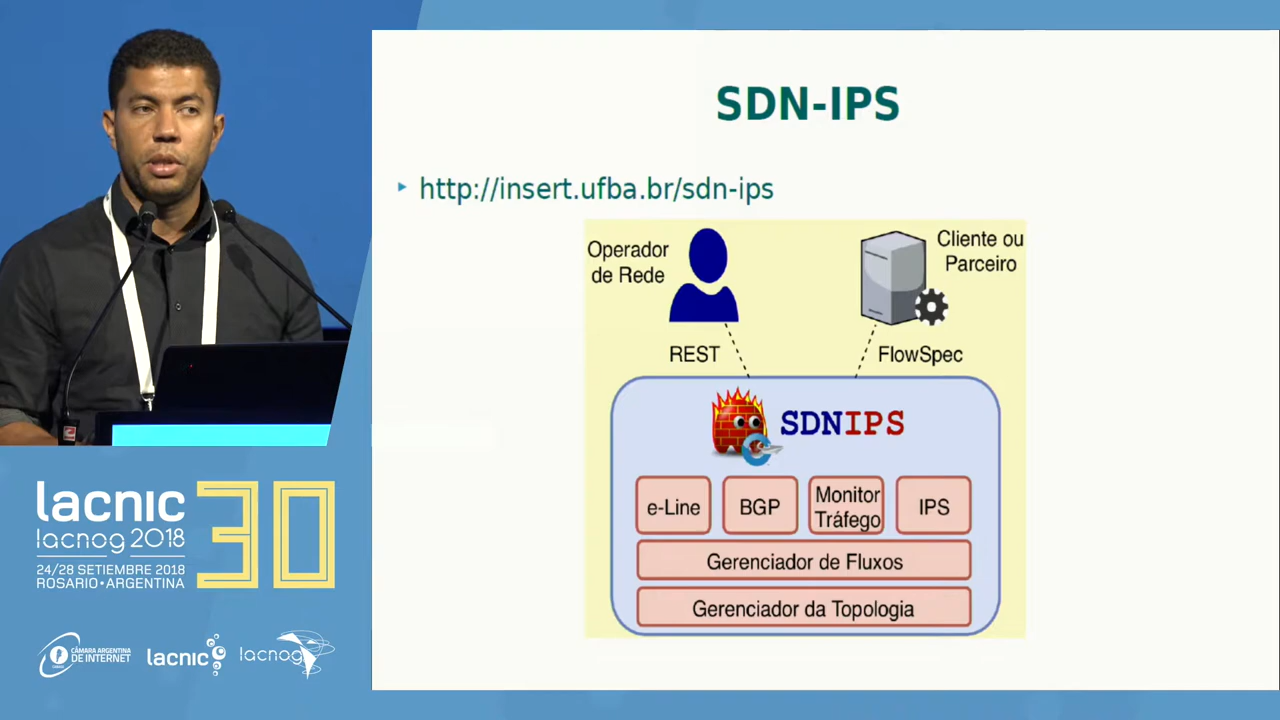 SDN-IPS
http://insert.ufba.br/sdn-ips
Operador
de Rede
Cliente ou
Parceiro
REST
FlowSpec
SDNIPS
e-Line
BGP
Monitor
Tráfego
IPS
Gerenciador de Fluxos
Gerenciador da Topologia
lacnic 30
lacnog 2018
24/28 SETIEMBRE 2018
ROSARIO•ARGENTINA
CÂMARA ARGENTINA
DE INTERNET
lacnic
lacnog